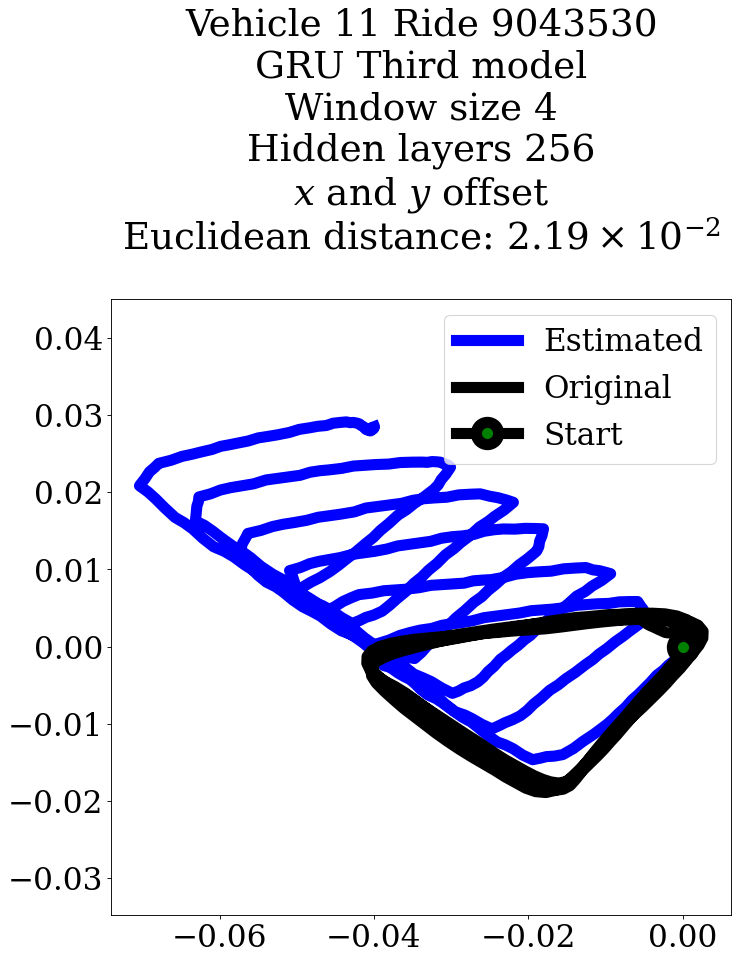 Vehicle 11 Ride 9043530
GRU Third model
Window size 4
Hidden layers 256
x and y offset
Euclidean distance: 2.19 × 10⁻²
Estimated
Original
Start
0.04
0.03
0.02
0.01
0.00
−0.01
−0.02
−0.03
−0.06 −0.04 −0.02 0.00